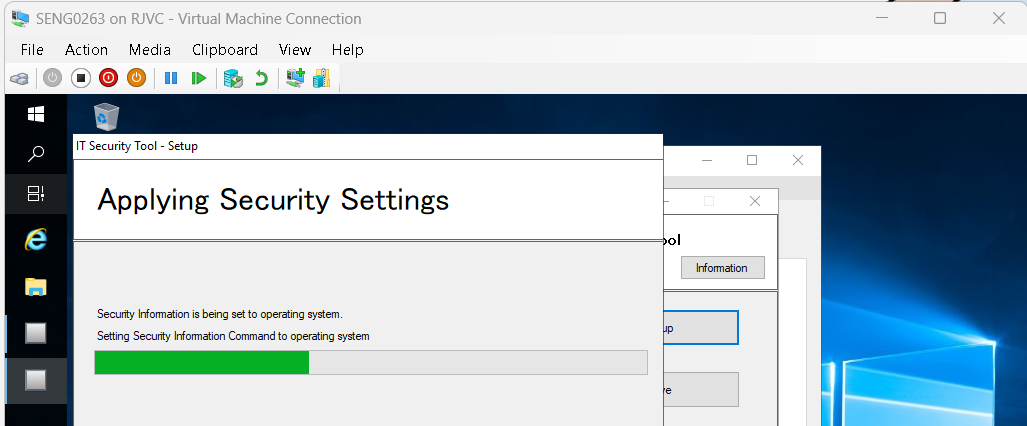 SENG0263 on RJVC - Virtual Machine Connection
File Action Media Clipboard View Help
IT Security Tool - Setup
Applying Security Settings
ool
Information
Security Information is being set to operating system.
up
Setting Security Information Command to operating system
ve